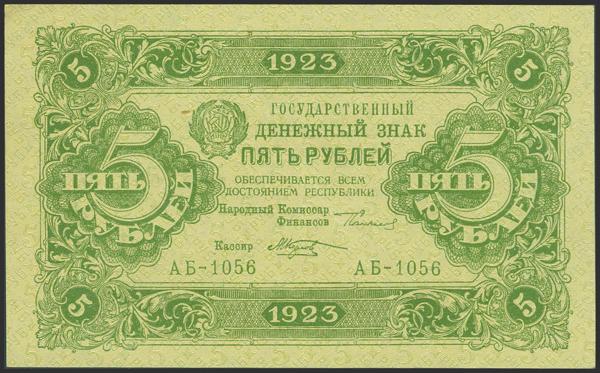 5 1923 5
ГОСУДАРСТВЕННЫЙ
ДЕНЕЖНЫЙ ЗНАК
ПЯТЬ РУБЛЕЙ
ОБЕСПЕЧИВАЕТСЯ ВСЕМ
ДОСТОЯНИЕМ РЕСПУБЛИКИ
5 ПЯТЬ РУБЛЕЙ
5 ПЯТЬ РУБЛЕЙ
Народный Комиссар
Финансов
Кассир
АБ-1056 АБ-1056
5 1923 5